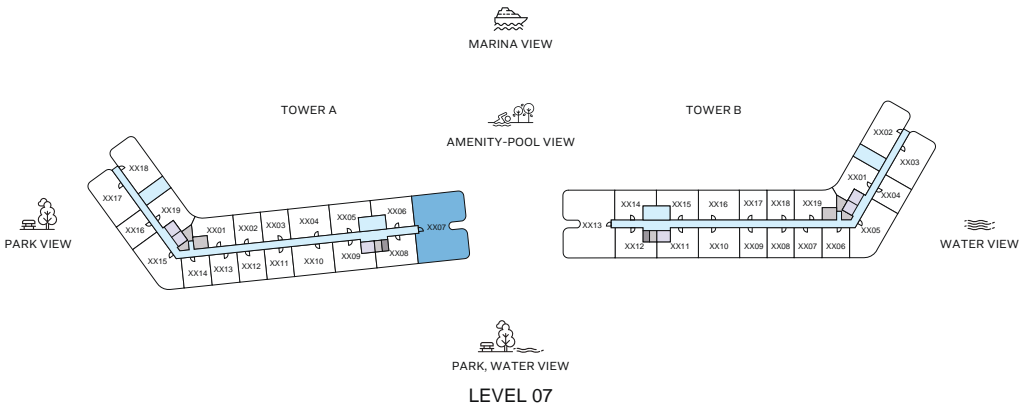 MARINA VIEW
TOWER A
TOWER B
AMENITY-POOL VIEW
PARK VIEW
WATER VIEW
XX18
XX17
XX19
XX16
XX15
XX01
XX02
XX03
XX04
XX05
XX06
XX07
XX14
XX13
XX12
XX11
XX10
XX09
XX08
XX02
XX03
XX01
XX04
XX05
XX14
XX15
XX16
XX17
XX18
XX19
XX13
XX12
XX11
XX10
XX09
XX08
XX07
XX06
PARK, WATER VIEW
LEVEL 07